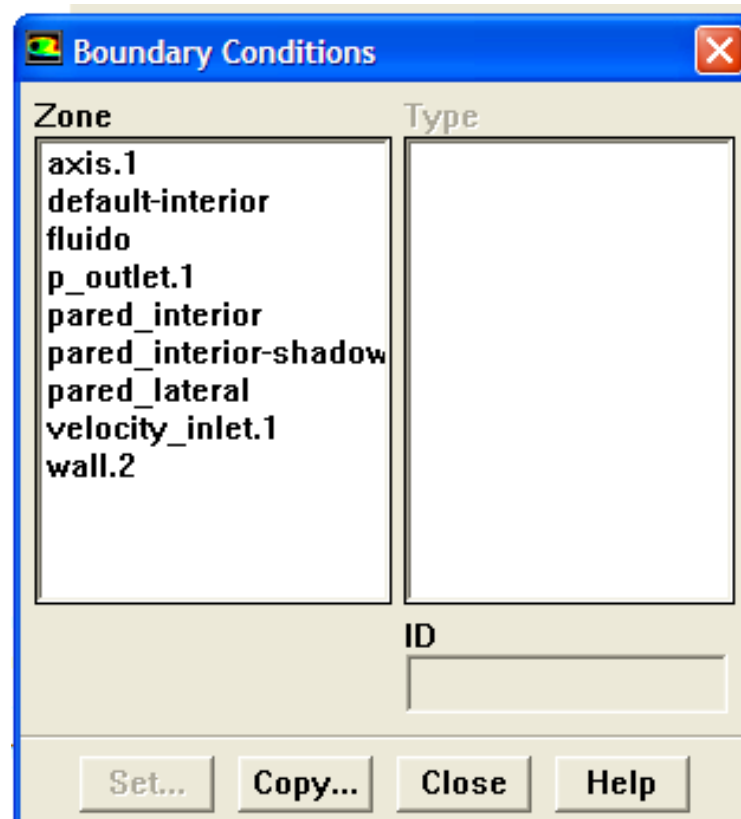 Boundary Conditions
Zone
Type
axis.1
default-interior
fluido
p_outlet.1
pared_interior
pared_interior-shadow
pared_lateral
velocity_inlet.1
wall.2
ID
Set...
Copy...
Close
Help